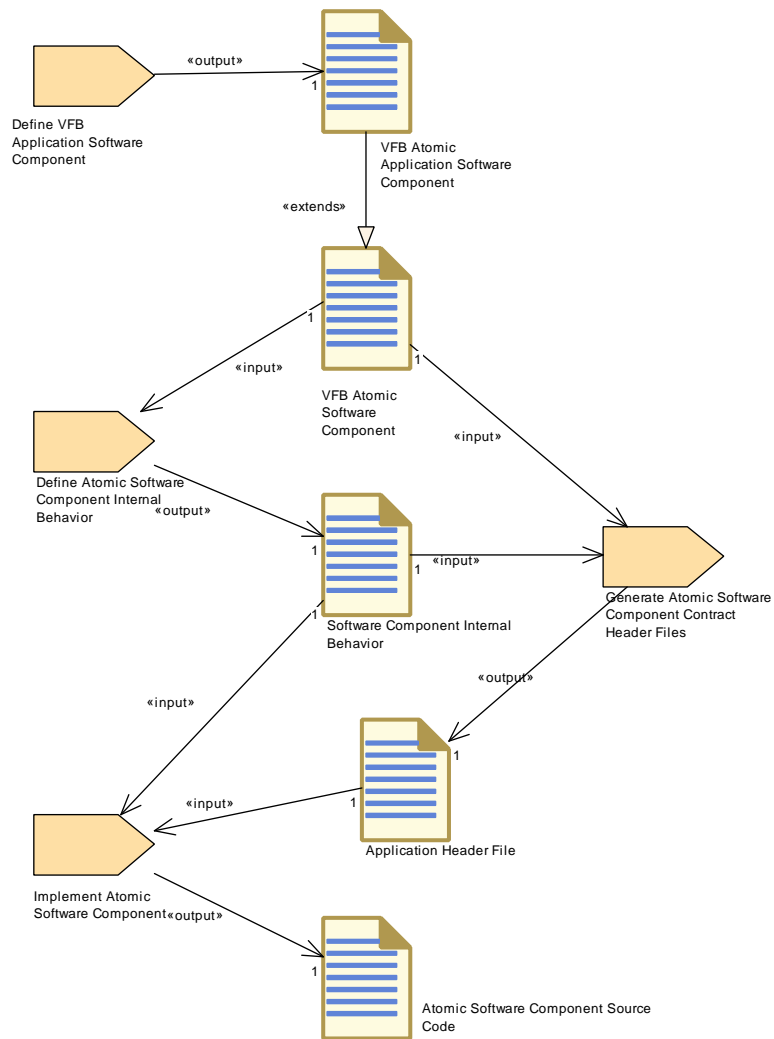 «output»
1
Define VFB
Application Software
Component
VFB Atomic
Application Software
Component
«extends»
1
1
«input»
VFB Atomic
Software
Component
«input»
Define Atomic Software
Component Internal
Behavior
«output»
1
1
«input»
Generate Atomic Software
Component Contract
Header Files
1
Software Component Internal
Behavior
«output»
«input»
1
1
«input»
Application Header File
Implement Atomic
Software Component
«output»
1
Atomic Software Component Source
Code